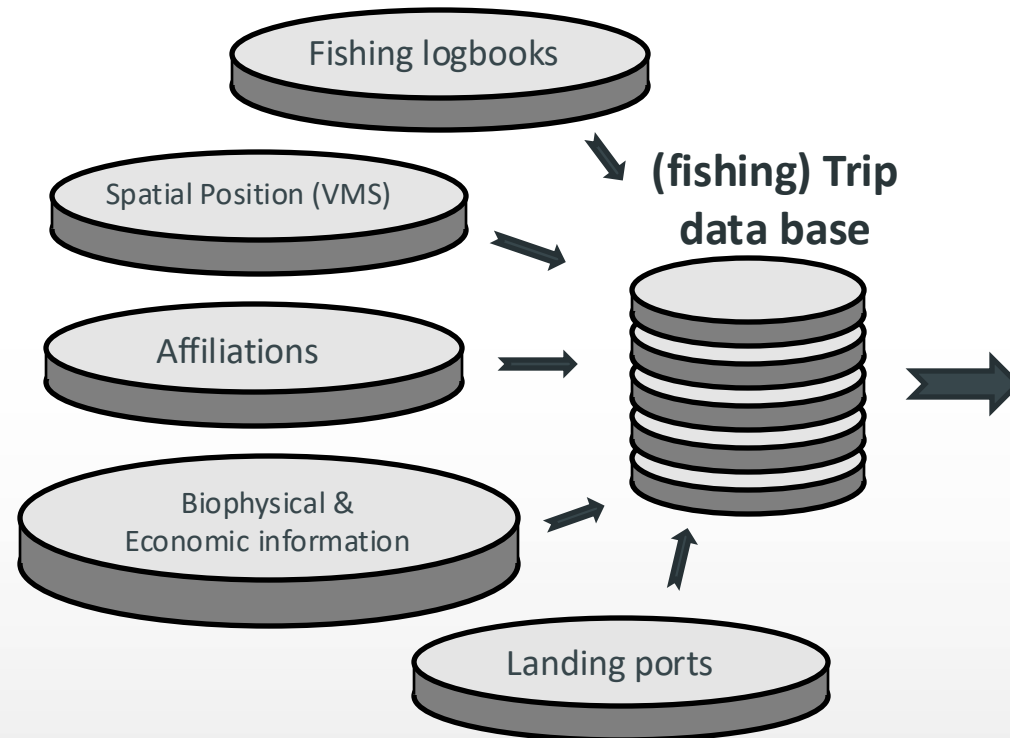 Fishing logbooks
(fishing) Trip
data base
Spatial Position (VMS)
Affiliations
Biophysical &
Economic information
Landing ports